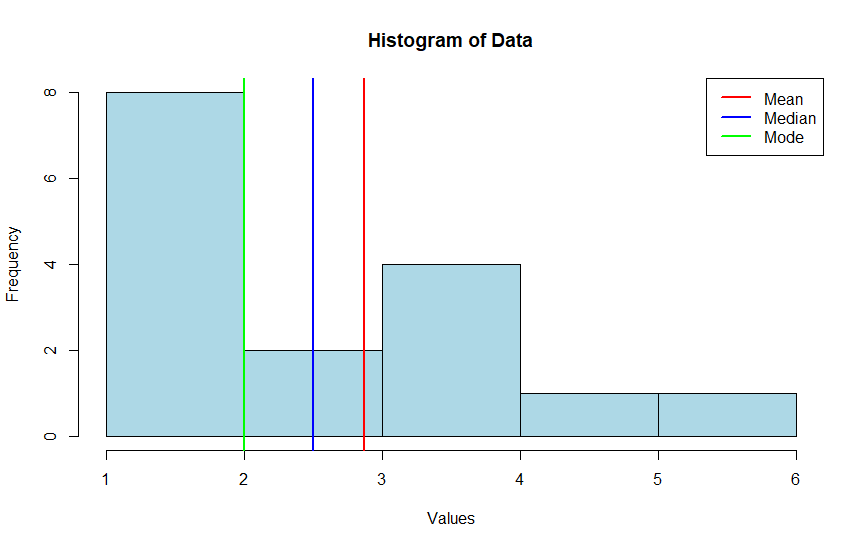 Histogram of Data
Mean
Median
Mode
8
6
4
2
0
Frequency
1 2 3 4 5 6
Values